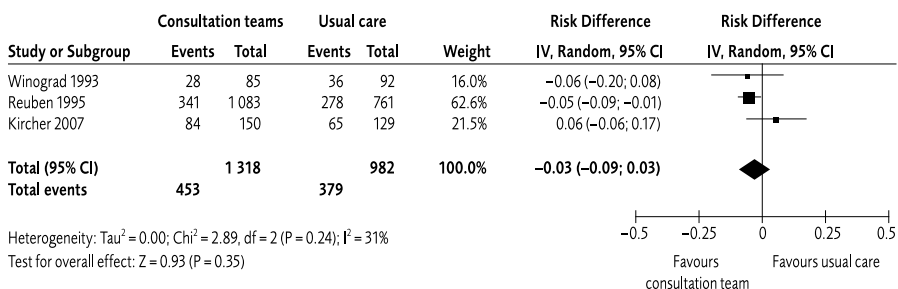 Consultation teams Usual care Risk Difference Risk Difference
Study or Subgroup Events Total Events Total Weight IV, Random, 95% CI IV, Random, 95% CI
Winograd 1993 28 85 36 92 16.0% −0.06 (−0.20; 0.08)
Reuben 1995 341 1 083 278 761 62.6% −0.05 (−0.09; −0.01)
Kircher 2007 84 150 65 129 21.5% 0.06 (−0.06; 0.17)
Total (95% CI) 1 318 982 100.0% −0.03 (−0.09; 0.03)
Total events 453 379
−0.5 −0.25 0 0.25 0.5
Heterogeneity: Tau² = 0.00; Chi² = 2.89, df = 2 (P = 0.24); I² = 31%
Test for overall effect: Z = 0.93 (P = 0.35)
Favours consultation team
Favours usual care